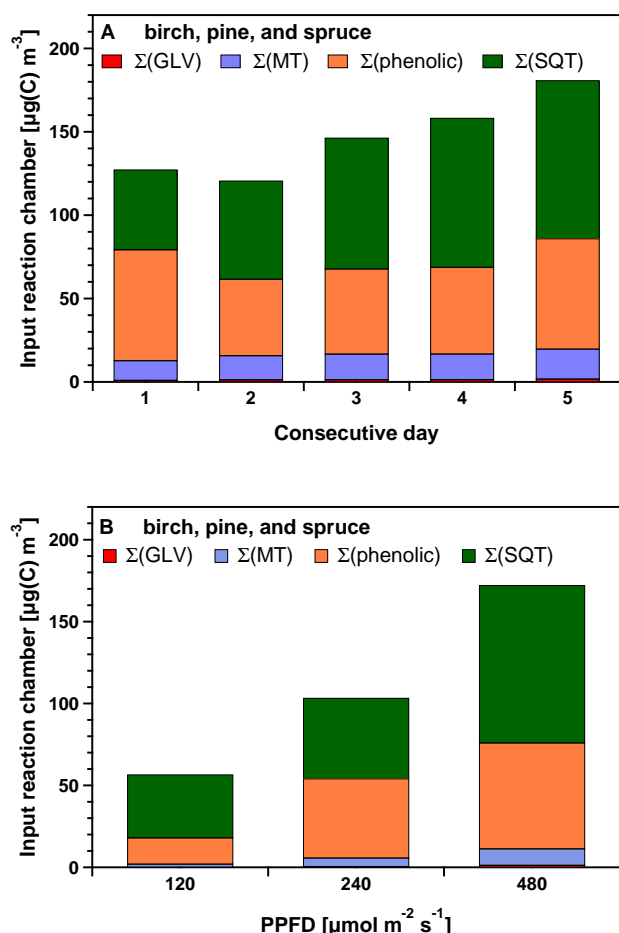 A birch, pine, and spruce
Σ(GLV) Σ(MT) Σ(phenolic) Σ(SQT)
200
150
100
50
0
Input reaction chamber [µg(C) m⁻³]
1 2 3 4 5
Consecutive day
B birch, pine, and spruce
Σ(GLV) Σ(MT) Σ(phenolic) Σ(SQT)
200
150
100
50
0
Input reaction chamber [µg(C) m⁻³]
120 240 480
PPFD [µmol m⁻² s⁻¹]